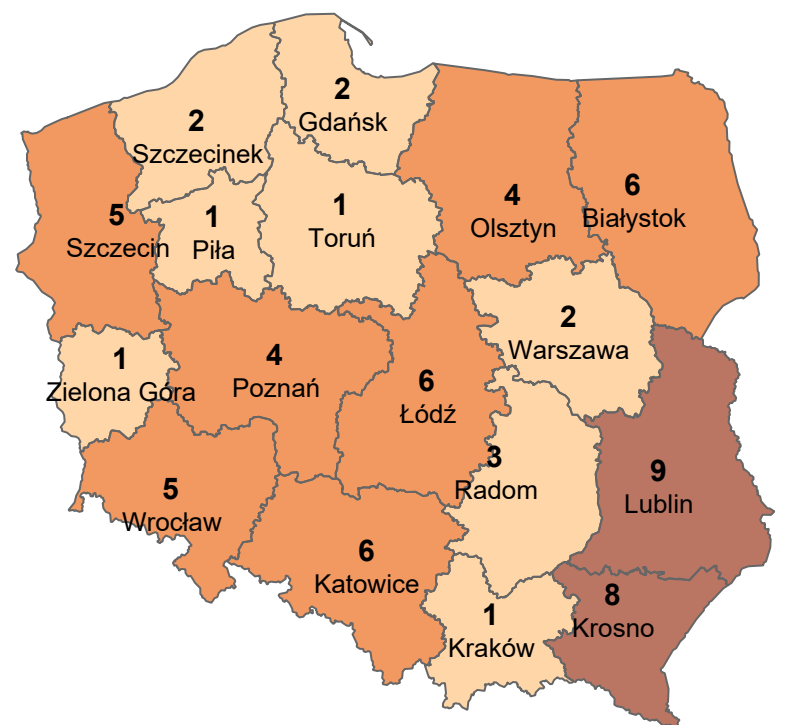 2
Gdańsk
2
Szczecinek
4
Olsztyn
6
Białystok
5
Szczecin
1
Piła
1
Toruń
2
Warszawa
1
Zielona Góra
4
Poznań
6
Łódź
3
Radom
9
Lublin
5
Wrocław
6
Katowice
1
Kraków
8
Krosno